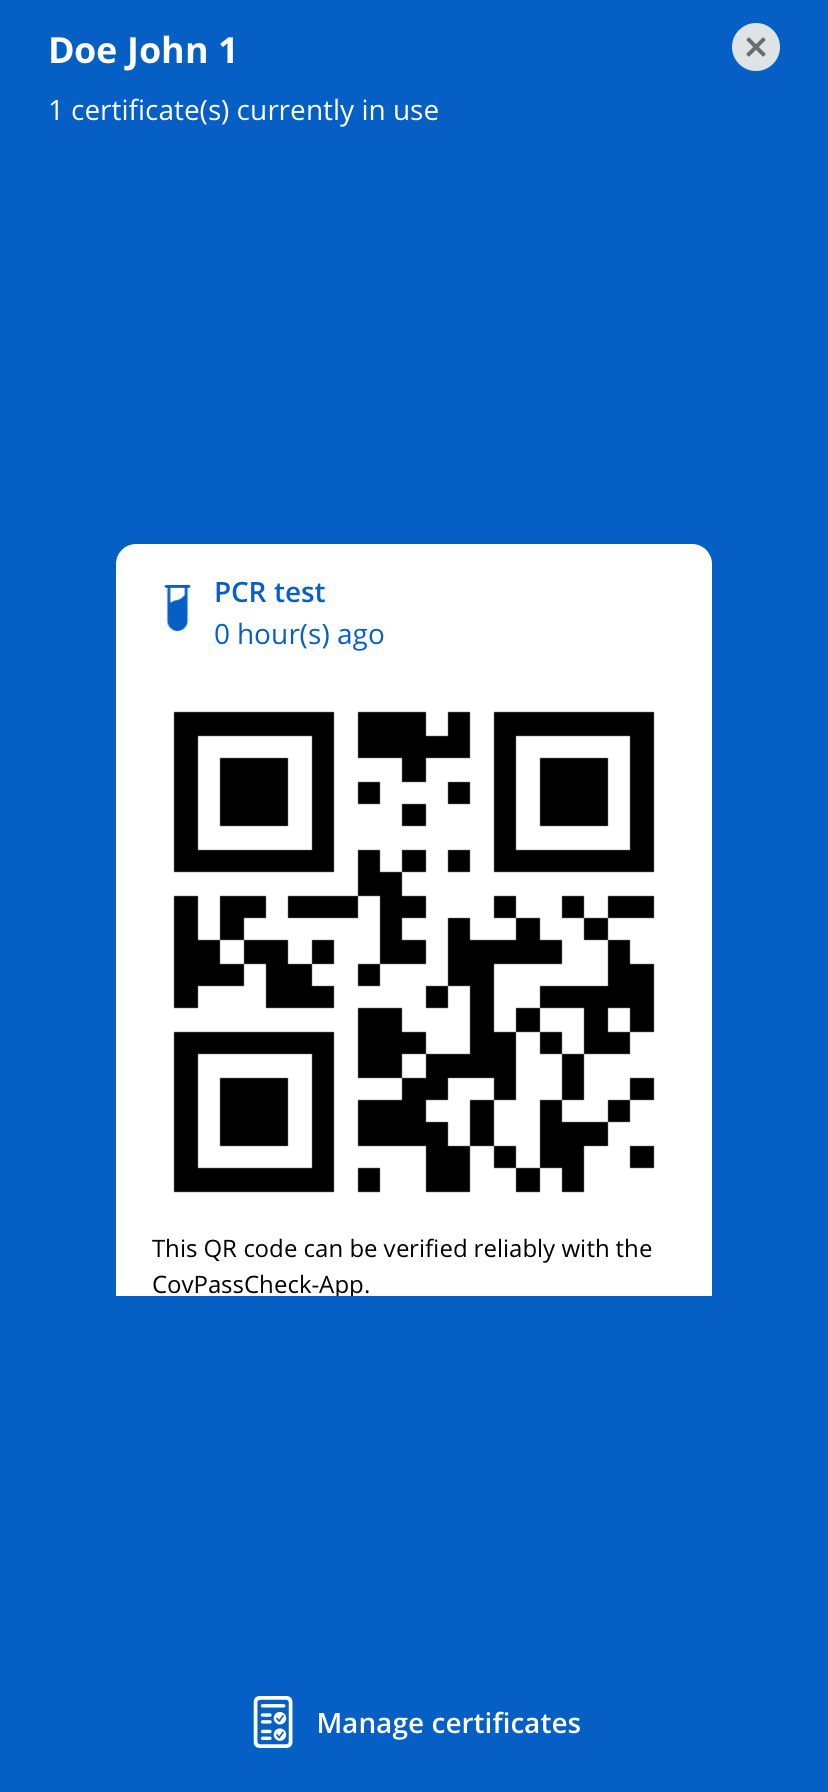 Doe John 1
1 certificate(s) currently in use
PCR test
0 hour(s) ago
This QR code can be verified reliably with the
CovPassCheck-App.
Manage certificates